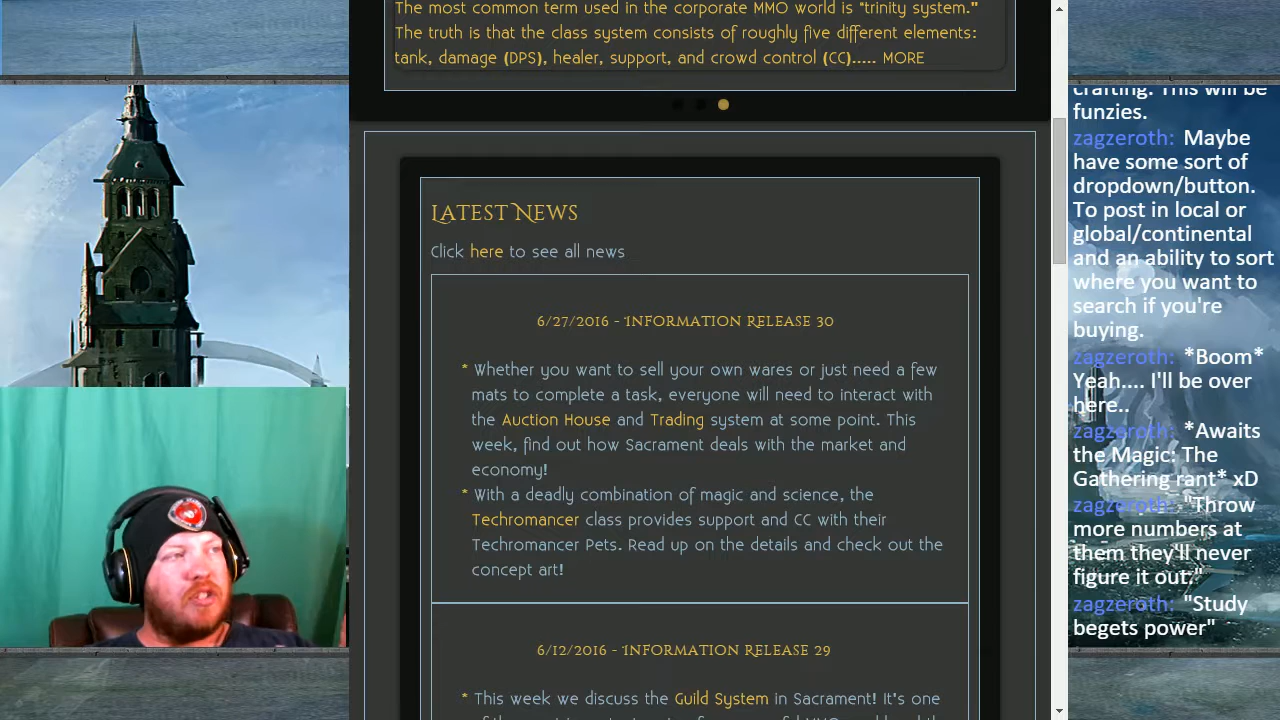 The most common term used in the corporate MMO world is "trinity system."
The truth is that the class system consists of roughly five different elements:
tank, damage (DPS), healer, support, and crowd control (CC)..... MORE
Latest News
Click here to see all news
6/27/2016 - Information Release 30
* Whether you want to sell your own wares or just need a few
mats to complete a task, everyone will need to interact with
the Auction House and Trading system at some point. This
week, find out how Sacrament deals with the market and
economy!
* With a deadly combination of magic and science, the
Techromancer class provides support and CC with their
Techromancer Pets. Read up on the details and check out the
concept art!
6/12/2016 - Information Release 29
* This week we discuss the Guild System in Sacrament! It's one
crafting. This will be
funzies.
zagzeroth: Maybe
have some sort of
dropdown/button.
To post in local or
global/continental
and an ability to sort
where you want to
search if you're
buying.
zagzeroth: *Boom*
Yeah.... I'll be over
here..
zagzeroth: *Awaits
the Magic: The
Gathering rant* xD
zagzeroth: "Throw
more numbers at
them they'll never
figure it out."
zagzeroth: "Study
begets power"